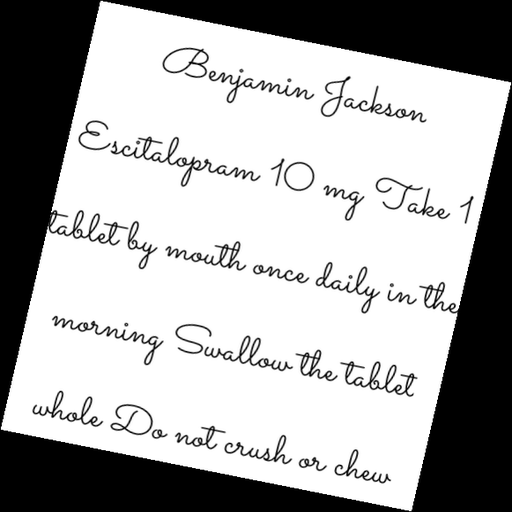 Benjamin Jackson
Escitalopram 10 mg Take 1
tablet by mouth once daily in the
morning Swallow the tablet
whole Do not crush or chew